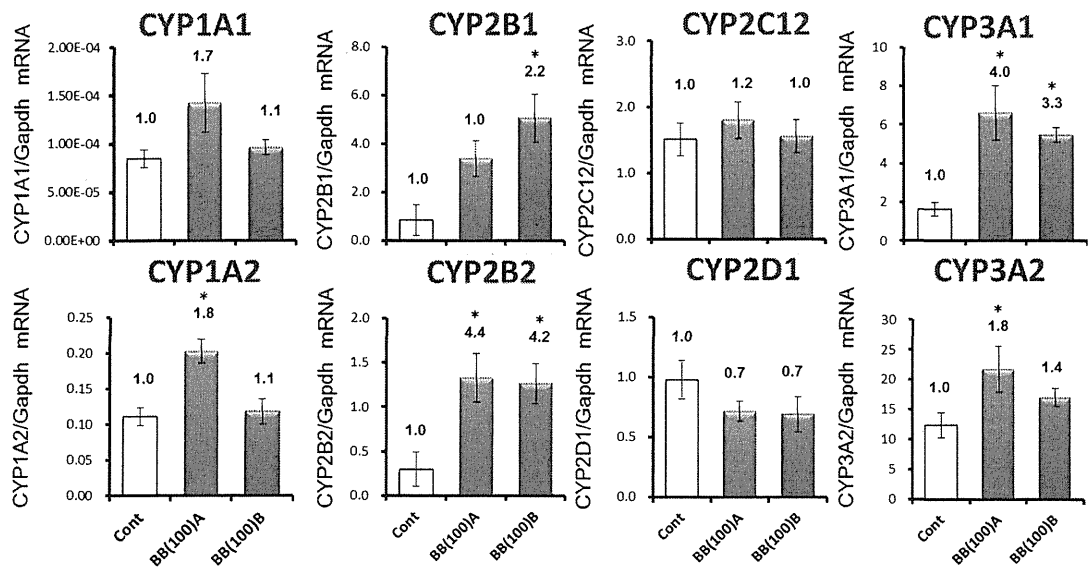 CYP1A1
CYP1A1/Gapdh mRNA
2.00E-04
1.50E-04
1.00E-04
5.00E-05
0.00E+00
1.0
1.7
1.1
CYP2B1
CYP2B1/Gapdh mRNA
8.0
6.0
4.0
2.0
0.0
1.0
1.0
*
2.2
CYP2C12
CYP2C12/Gapdh mRNA
3.0
2.0
1.0
0.0
1.0
1.2
1.0
CYP3A1
CYP3A1/Gapdh mRNA
10
8
6
4
2
0
1.0
*
4.0
*
3.3
CYP1A2
CYP1A2/Gapdh mRNA
0.25
0.20
0.15
0.10
0.05
0.00
1.0
*
1.8
1.1
Cont
BB(100)A
BB(100)B
CYP2B2
CYP2B2/Gapdh mRNA
2.0
1.5
1.0
0.5
0.0
1.0
*
4.4
*
4.2
Cont
BB(100)A
BB(100)B
CYP2D1
CYP2D1/Gapdh mRNA
1.5
1.0
0.5
0.0
1.0
0.7
0.7
Cont
BB(100)A
BB(100)B
CYP3A2
CYP3A2/Gapdh mRNA
30
25
20
15
10
5
0
1.0
*
1.8
1.4
Cont
BB(100)A
BB(100)B